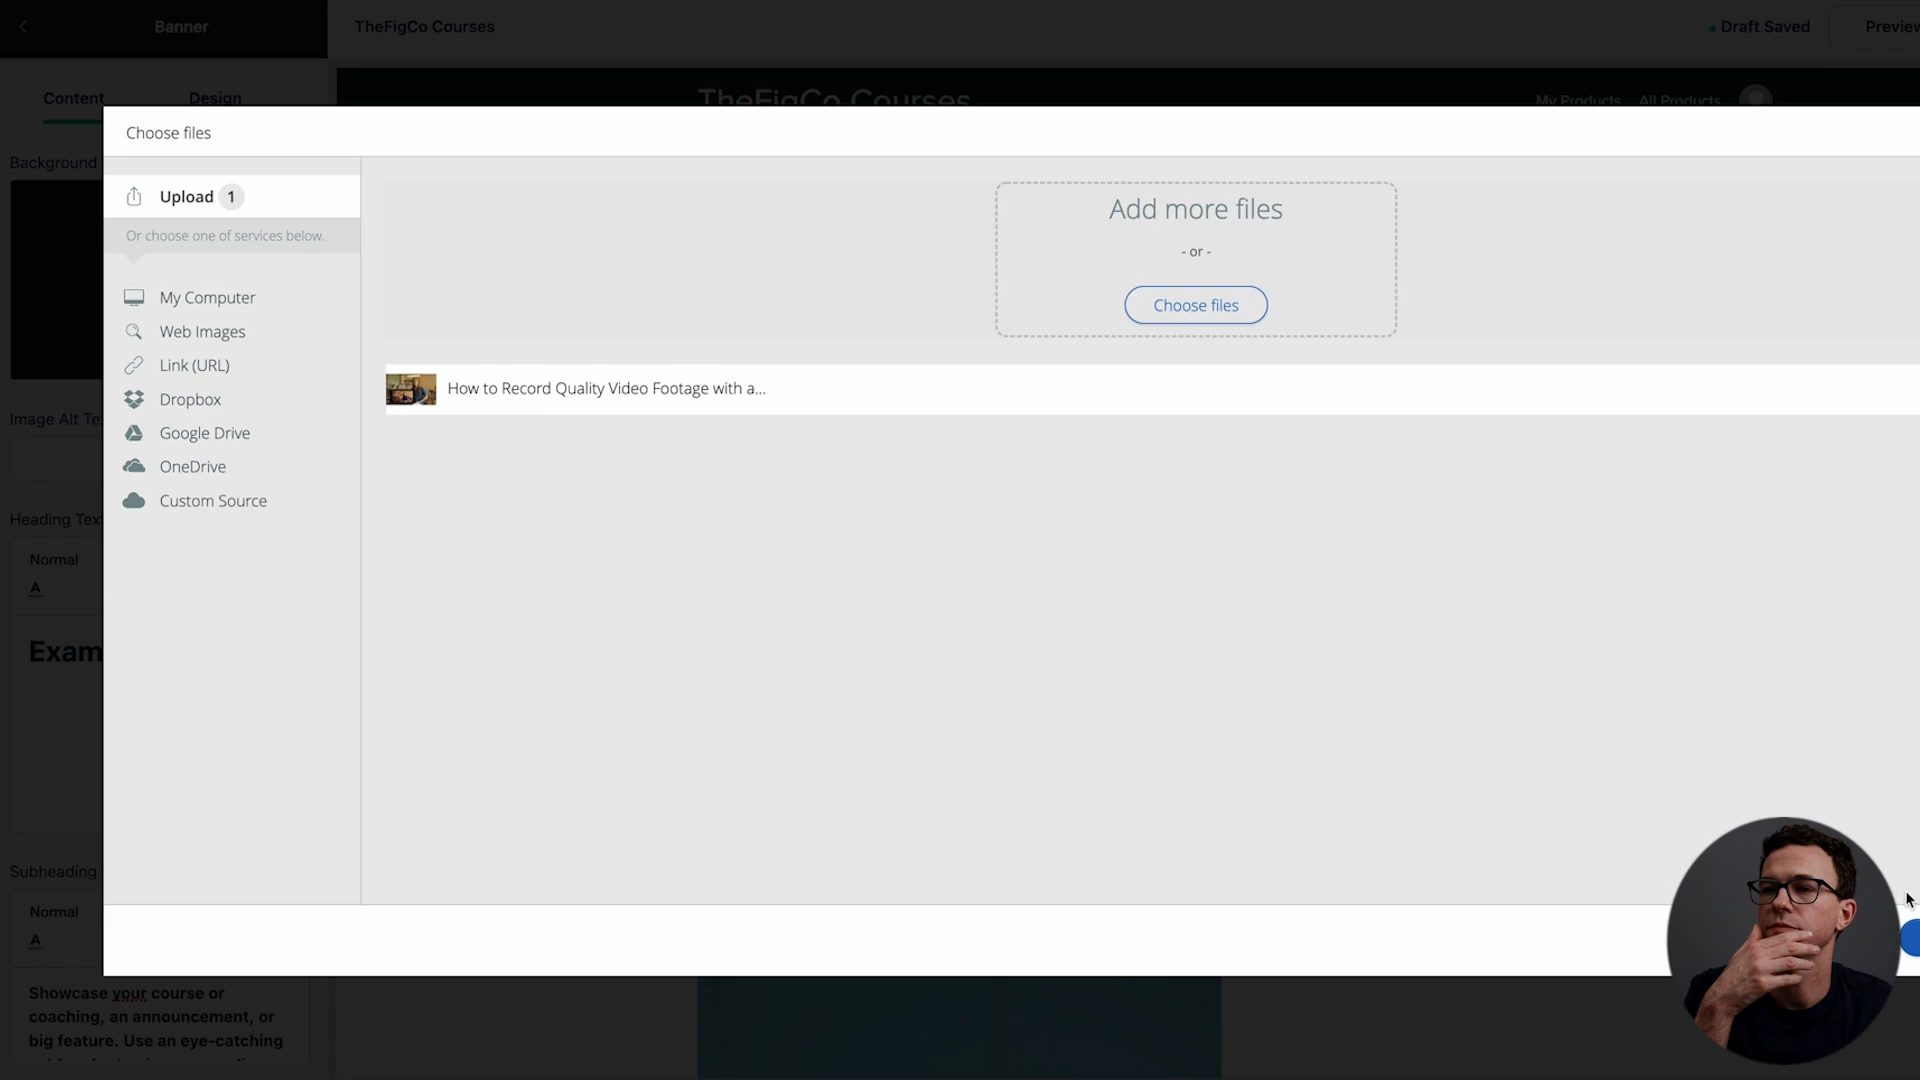 Banner
TheFigCo Courses
Draft Saved
Preview
Content
Design
TheFigCo Courses
My Products
All Products
Choose files
Background
Upload 1
Or choose one of services below.
My Computer
Web Images
Link (URL)
Dropbox
Google Drive
OneDrive
Custom Source
Add more files
- or -
Choose files
How to Record Quality Video Footage with a...
Image Alt Te
Heading Text
Normal
A
Exam
Subheading
Normal
A
Showcase your course or
coaching, an announcement, or
big feature. Use an eye-catching